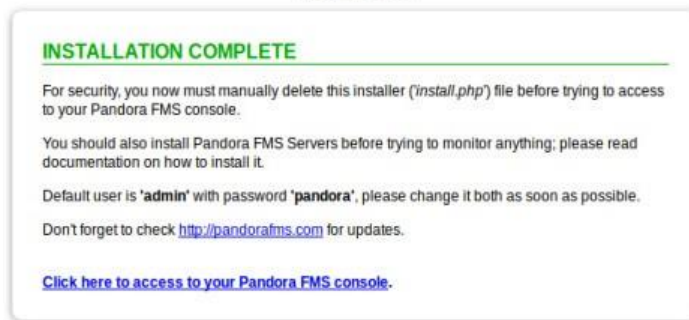 INSTALLATION COMPLETE
For security, you now must manually delete this installer ('install.php') file before trying to access
to your Pandora FMS console.
You should also install Pandora FMS Servers before trying to monitor anything; please read
documentation on how to install it.
Default user is 'admin' with password 'pandora', please change it both as soon as possible.
Don't forget to check http://pandorafms.com for updates.
Click here to access to your Pandora FMS console.